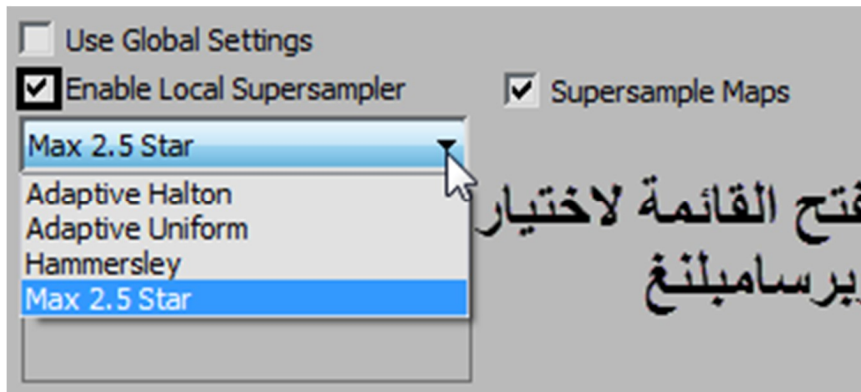 Use Global Settings
Enable Local Supersampler
Supersample Maps
Max 2.5 Star
Adaptive Halton
Adaptive Uniform
Hammersley
Max 2.5 Star
القائمة لاختيار